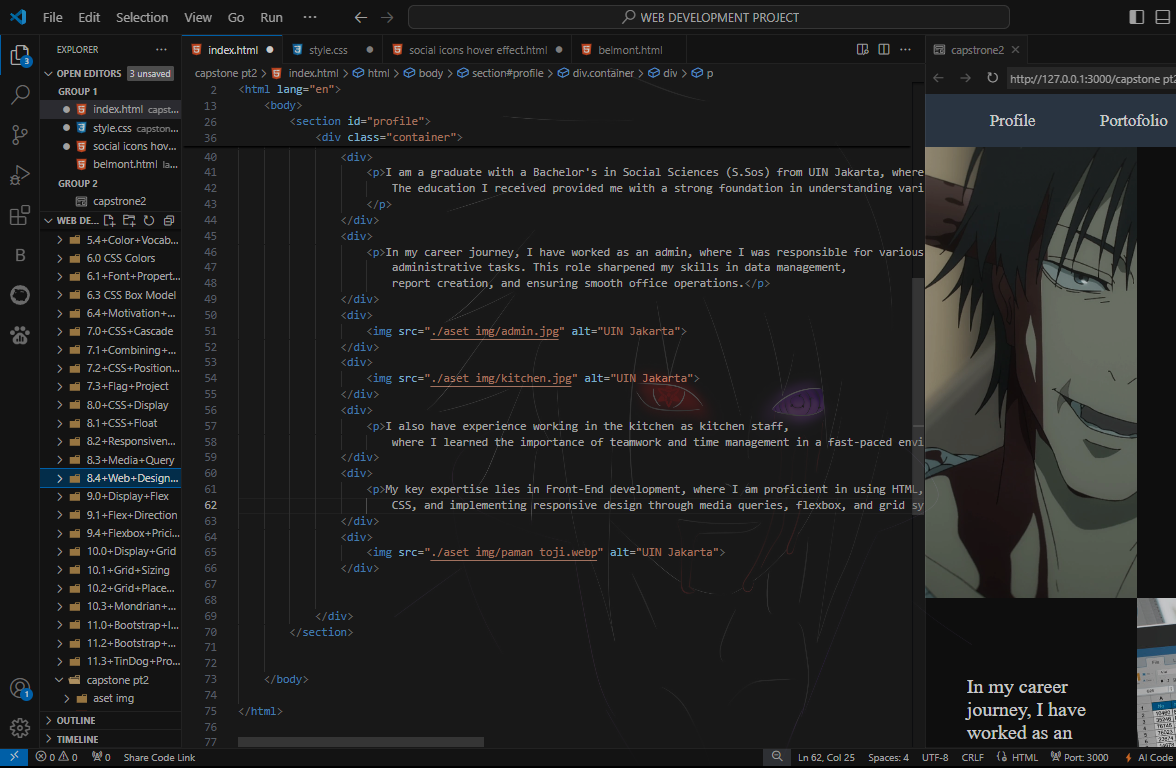 File Edit Selection View Go Run ··· WEB DEVELOPMENT PROJECT
EXPLORER ···
OPEN EDITORS 3 unsaved
GROUP 1
index.html capst...
style.css capston...
social icons hov...
belmont.html la...
GROUP 2
capstrone2
WEB DE...
5.4+Color+Vocab...
6.0 CSS Colors
6.1+Font+Propert...
6.3 CSS Box Model
6.4+Motivation+...
7.0+CSS+Cascade
7.1+Combining+...
7.2+CSS+Position...
7.3+Flag+Project
8.0+CSS+Display
8.1+CSS+Float
8.2+Responsiven...
8.3+Media+Query
8.4+Web+Design...
9.0+Display+Flex
9.1+Flex+Direction
9.4+Flexbox+Prici...
10.0+Display+Grid
10.1+Grid+Sizing
10.2+Grid+Place...
10.3+Mondrian+...
11.0+Bootstrap+I...
11.2+Bootstrap+...
11.3+TinDog+Pro...
capstone pt2
aset img
OUTLINE
TIMELINE
index.html style.css social icons hover effect.html belmont.html
capstone pt2 > index.html > html > body > section#profile > div.container > div > p
2 <html lang="en">
13 <body>
26 <section id="profile">
36 <div class="container">
40 <div>
41 <p>I am a graduate with a Bachelor's in Social Sciences (S.Sos) from UIN Jakarta, where
42 The education I received provided me with a strong foundation in understanding vari
43 </p>
44 </div>
45 <div>
46 <p>In my career journey, I have worked as an admin, where I was responsible for various
47 administrative tasks. This role sharpened my skills in data management,
48 report creation, and ensuring smooth office operations.</p>
49 </div>
50 <div>
51 <img src="./aset img/admin.jpg" alt="UIN Jakarta">
52 </div>
53 <div>
54 <img src="./aset img/kitchen.jpg" alt="UIN Jakarta">
55 </div>
56 <div>
57 <p>I also have experience working in the kitchen as kitchen staff,
58 where I learned the importance of teamwork and time management in a fast-paced envi
59 </div>
60 <div>
61 <p>My key expertise lies in Front-End development, where I am proficient in using HTML,
62 CSS, and implementing responsive design through media queries, flexbox, and grid sy
63 </div>
64 <div>
65 <img src="./aset img/paman toji.webp" alt="UIN Jakarta">
66 </div>
67
68
69 </div>
70 </section>
71
72
73 </body>
74
75 </html>
76
77
capstrone2
http://127.0.0.1:3000/capstone pt2
Profile Portofolio
In my career
journey, I have
worked as an
0 0 0 Share Code Link Ln 62, Col 25 Spaces: 4 UTF-8 CRLF HTML Port: 3000 AI Code